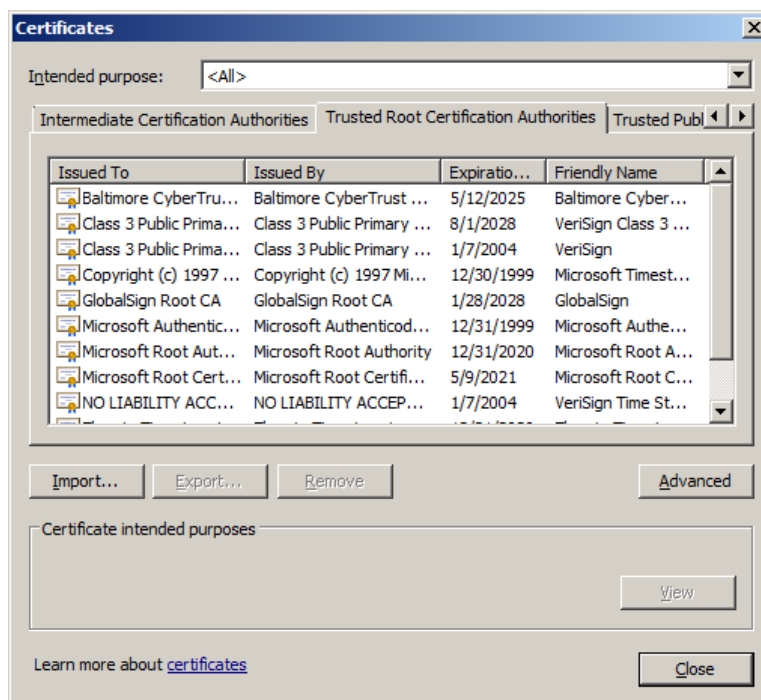 Certificates
Intended purpose: <All>
Intermediate Certification Authorities Trusted Root Certification Authorities Trusted Publ
Issued To Issued By Expiratio... Friendly Name
Baltimore CyberTru... Baltimore CyberTrust ... 5/12/2025 Baltimore Cyber...
Class 3 Public Prima... Class 3 Public Primary ... 8/1/2028 VeriSign Class 3 ...
Class 3 Public Prima... Class 3 Public Primary ... 1/7/2004 VeriSign
Copyright (c) 1997 ... Copyright (c) 1997 Mi... 12/30/1999 Microsoft Timest...
GlobalSign Root CA GlobalSign Root CA 1/28/2028 GlobalSign
Microsoft Authentic... Microsoft Authenticod... 12/31/1999 Microsoft Authe...
Microsoft Root Aut... Microsoft Root Authority 12/31/2020 Microsoft Root A...
Microsoft Root Cert... Microsoft Root Certifi... 5/9/2021 Microsoft Root C...
NO LIABILITY ACC... NO LIABILITY ACCEP... 1/7/2004 VeriSign Time St...
Import... Export... Remove Advanced
Certificate intended purposes
View
Learn more about certificates
Close